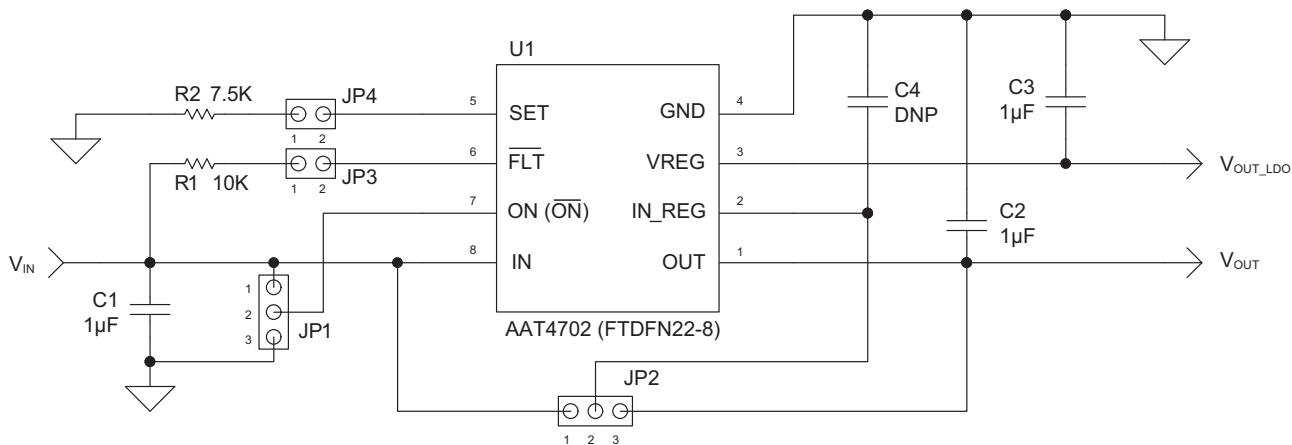 U1
R2 7.5K
JP4
1 2
5
SET
GND
4
C4
DNP
C3
1µF
R1 10K
1 2
JP3
6
FLT
VREG
3
V_OUT_LDO
7
ON (ON)
IN_REG
2
C2
1µF
V_IN
8
IN
OUT
1
V_OUT
C1
1µF
1
2
3
JP1
AAT4702 (FTDFN22-8)
JP2
1 2 3